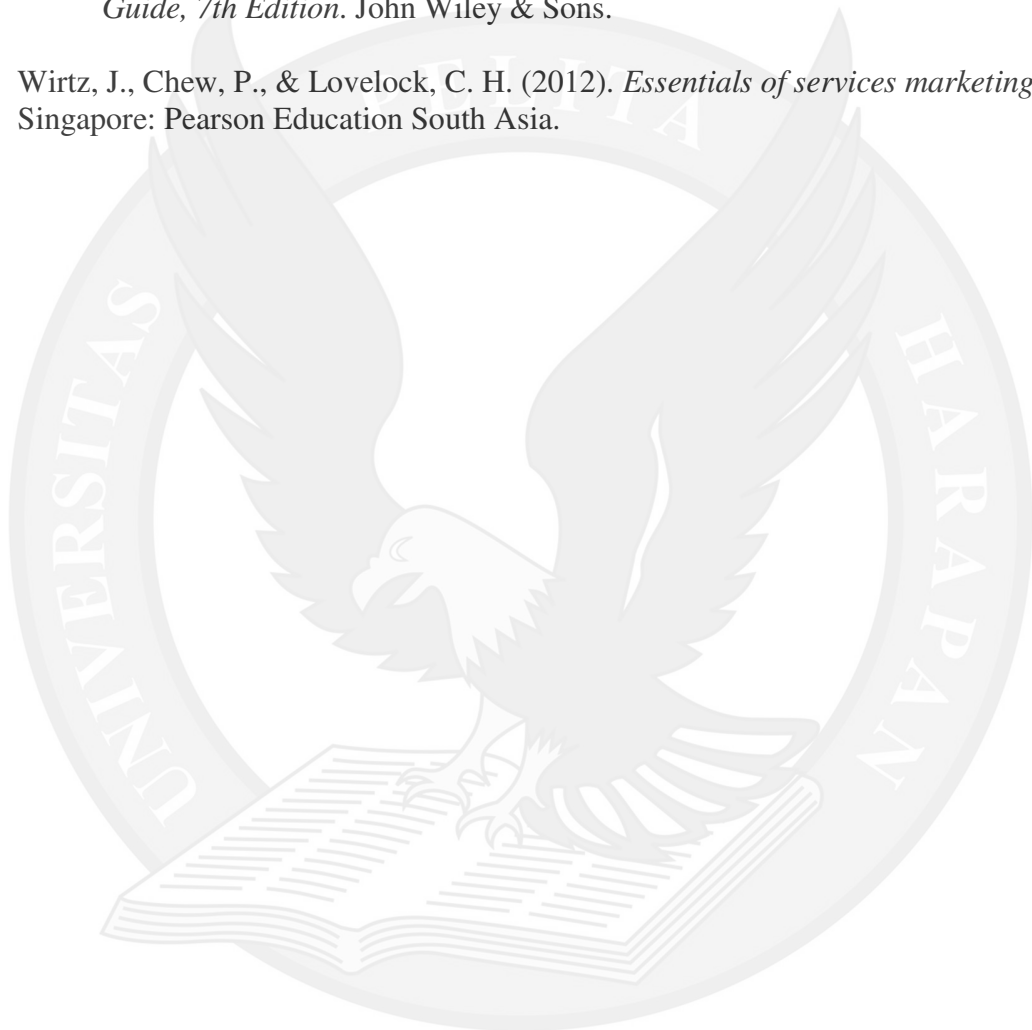 Guide, 7th Edition. John Wiley & Sons.
Wirtz, J., Chew, P., & Lovelock, C. H. (2012). Essentials of services marketing
Singapore: Pearson Education South Asia.
UNIVERSITAS PELITA HARAPAN